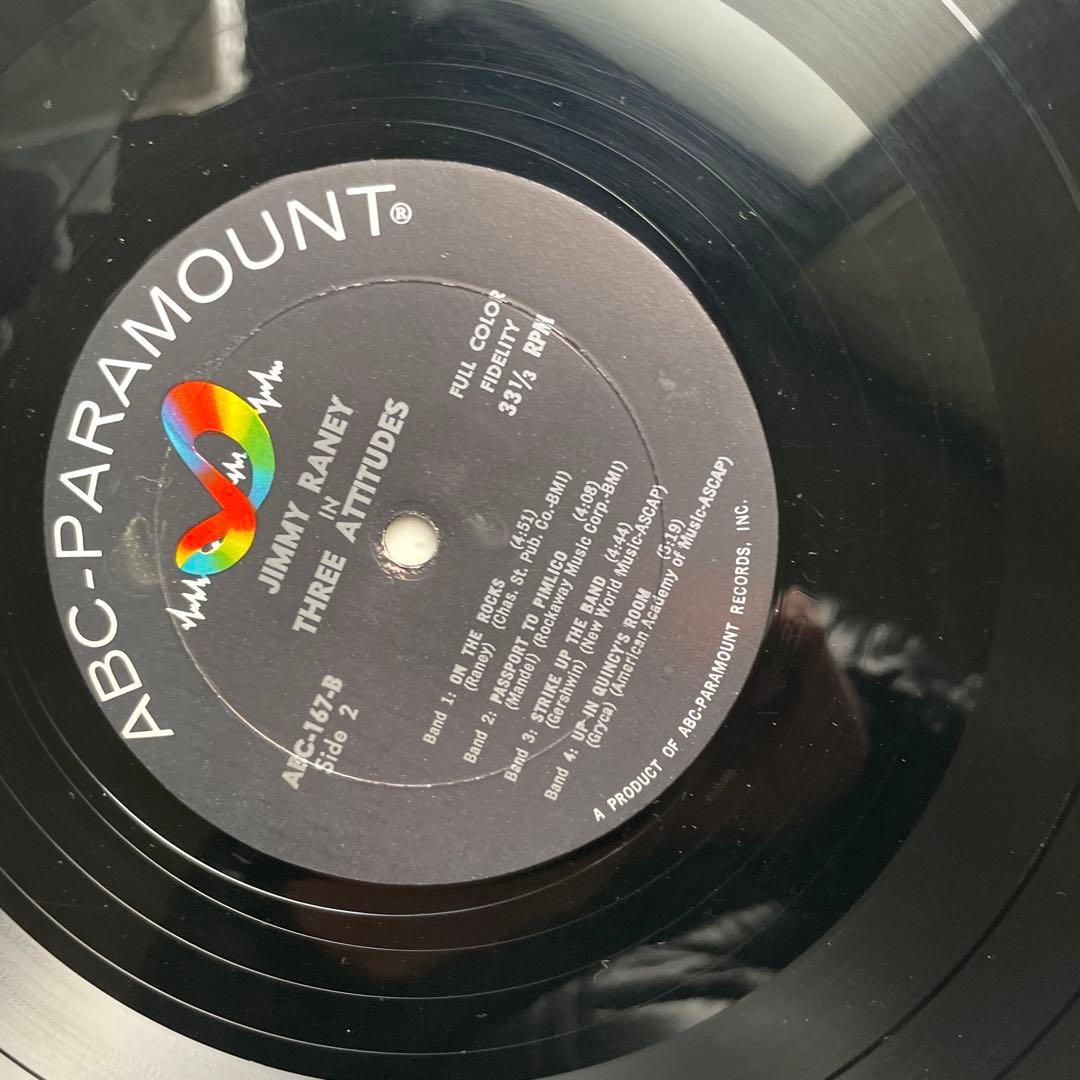 ABC-PARAMOUNT®
FULL COLOR
FIDELITY
33 1/3 RPM
JIMMY RANEY
IN
THREE ATTITUDES
ABC-167-B
Side 2
Band 1: ON THE ROCKS (4:51)
(Raney) (Chas. St. Pub. Co.-BMI)
Band 2: PASSPORT TO PIMLICO (4:08)
(Mandel) (Rockaway Music Corp.-BMI)
Band 3: STRIKE UP THE BAND (4:44)
(Gershwin) (New World Music-ASCAP)
Band 4: UP IN QUINCY'S ROOM (5:19)
(Gryca) (American Academy of Music-ASCAP)
A PRODUCT OF ABC-PARAMOUNT RECORDS, INC.